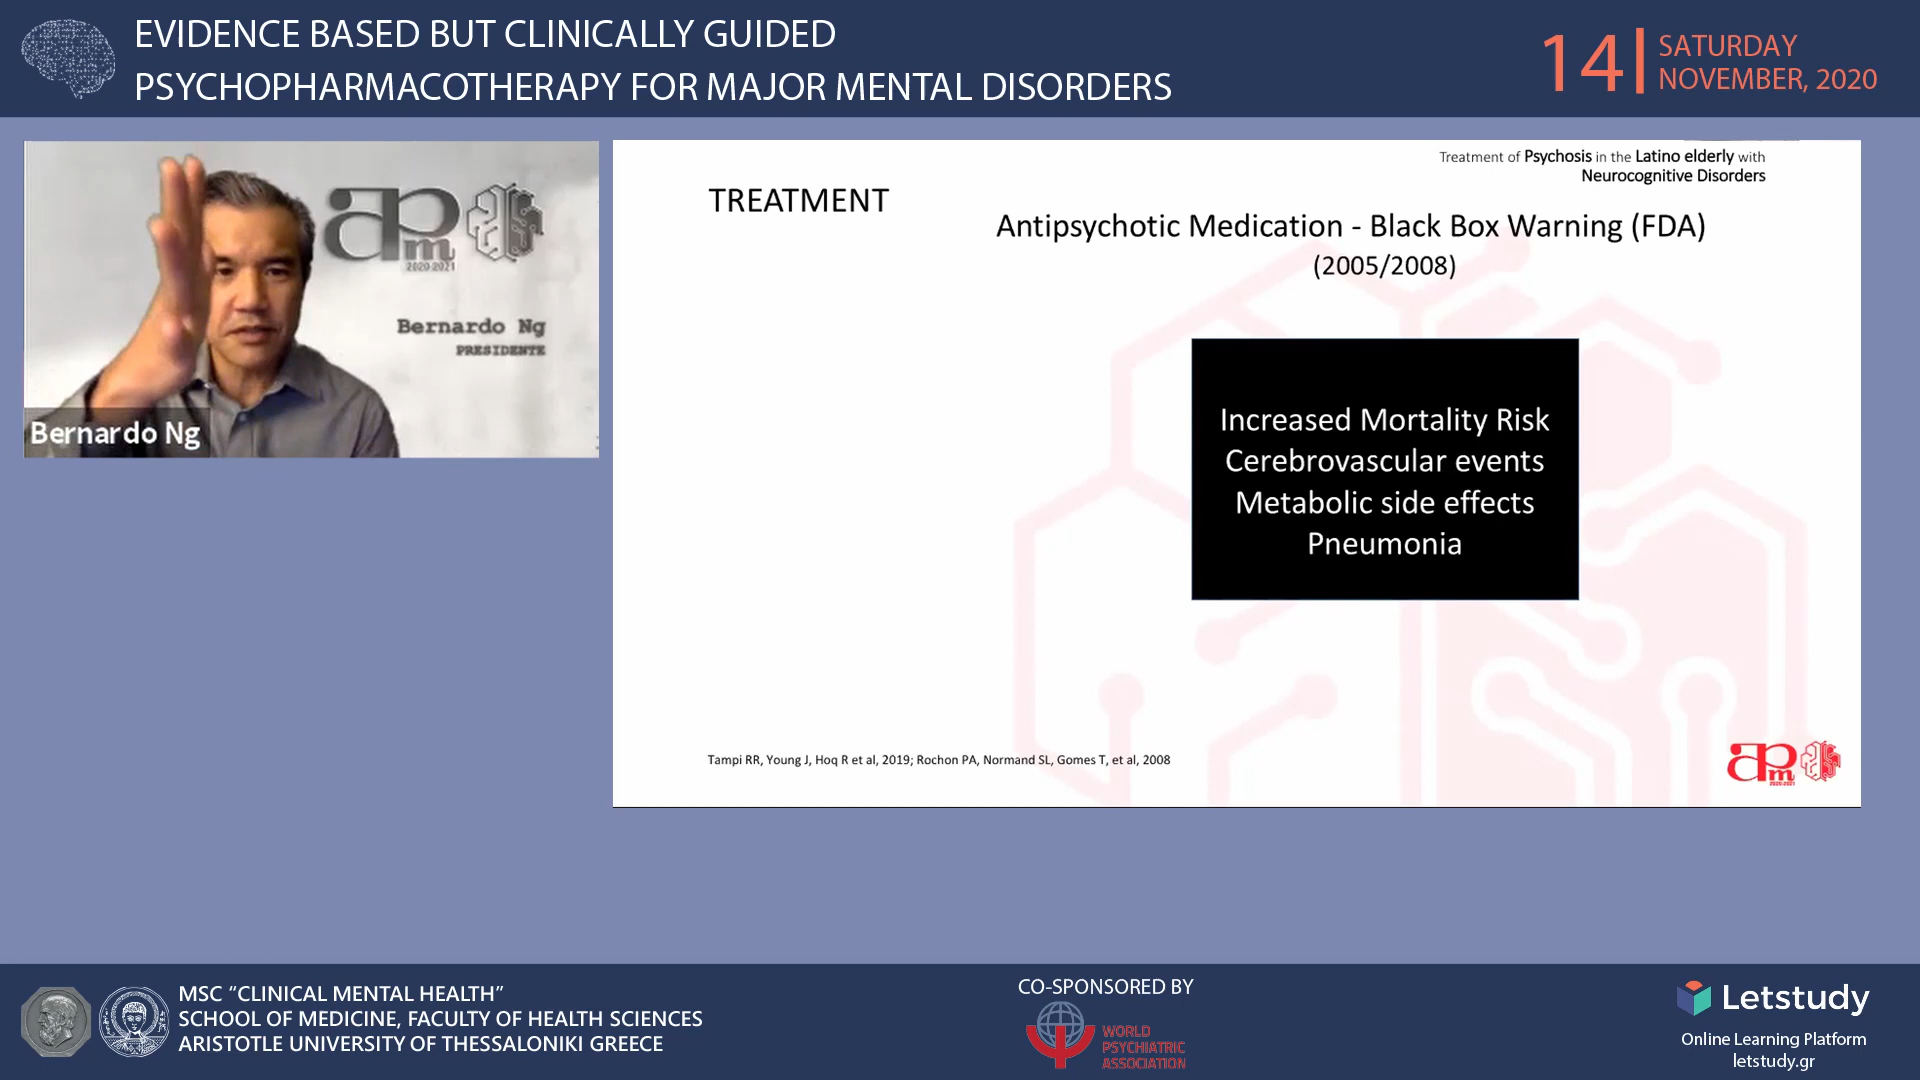 EVIDENCE BASED BUT CLINICALLY GUIDED
PSYCHOPHARMACOTHERAPY FOR MAJOR MENTAL DISORDERS
14
SATURDAY
NOVEMBER, 2020
apm
2020-2021
Bernardo Ng
PRESIDENTE
Bernardo Ng
Treatment of Psychosis in the Latino elderly with
Neurocognitive Disorders
TREATMENT
Antipsychotic Medication - Black Box Warning (FDA)
(2005/2008)
Increased Mortality Risk
Cerebrovascular events
Metabolic side effects
Pneumonia
Tampi RR, Young J, Hoq R et al, 2019; Rochon PA, Normand SL, Gomes T, et al, 2008
apm
2020-2021
MSC “CLINICAL MENTAL HEALTH”
SCHOOL OF MEDICINE, FACULTY OF HEALTH SCIENCES
ARISTOTLE UNIVERSITY OF THESSALONIKI GREECE
CO-SPONSORED BY
WORLD
PSYCHIATRIC
ASSOCIATION
Letstudy
Online Learning Platform
letstudy.gr